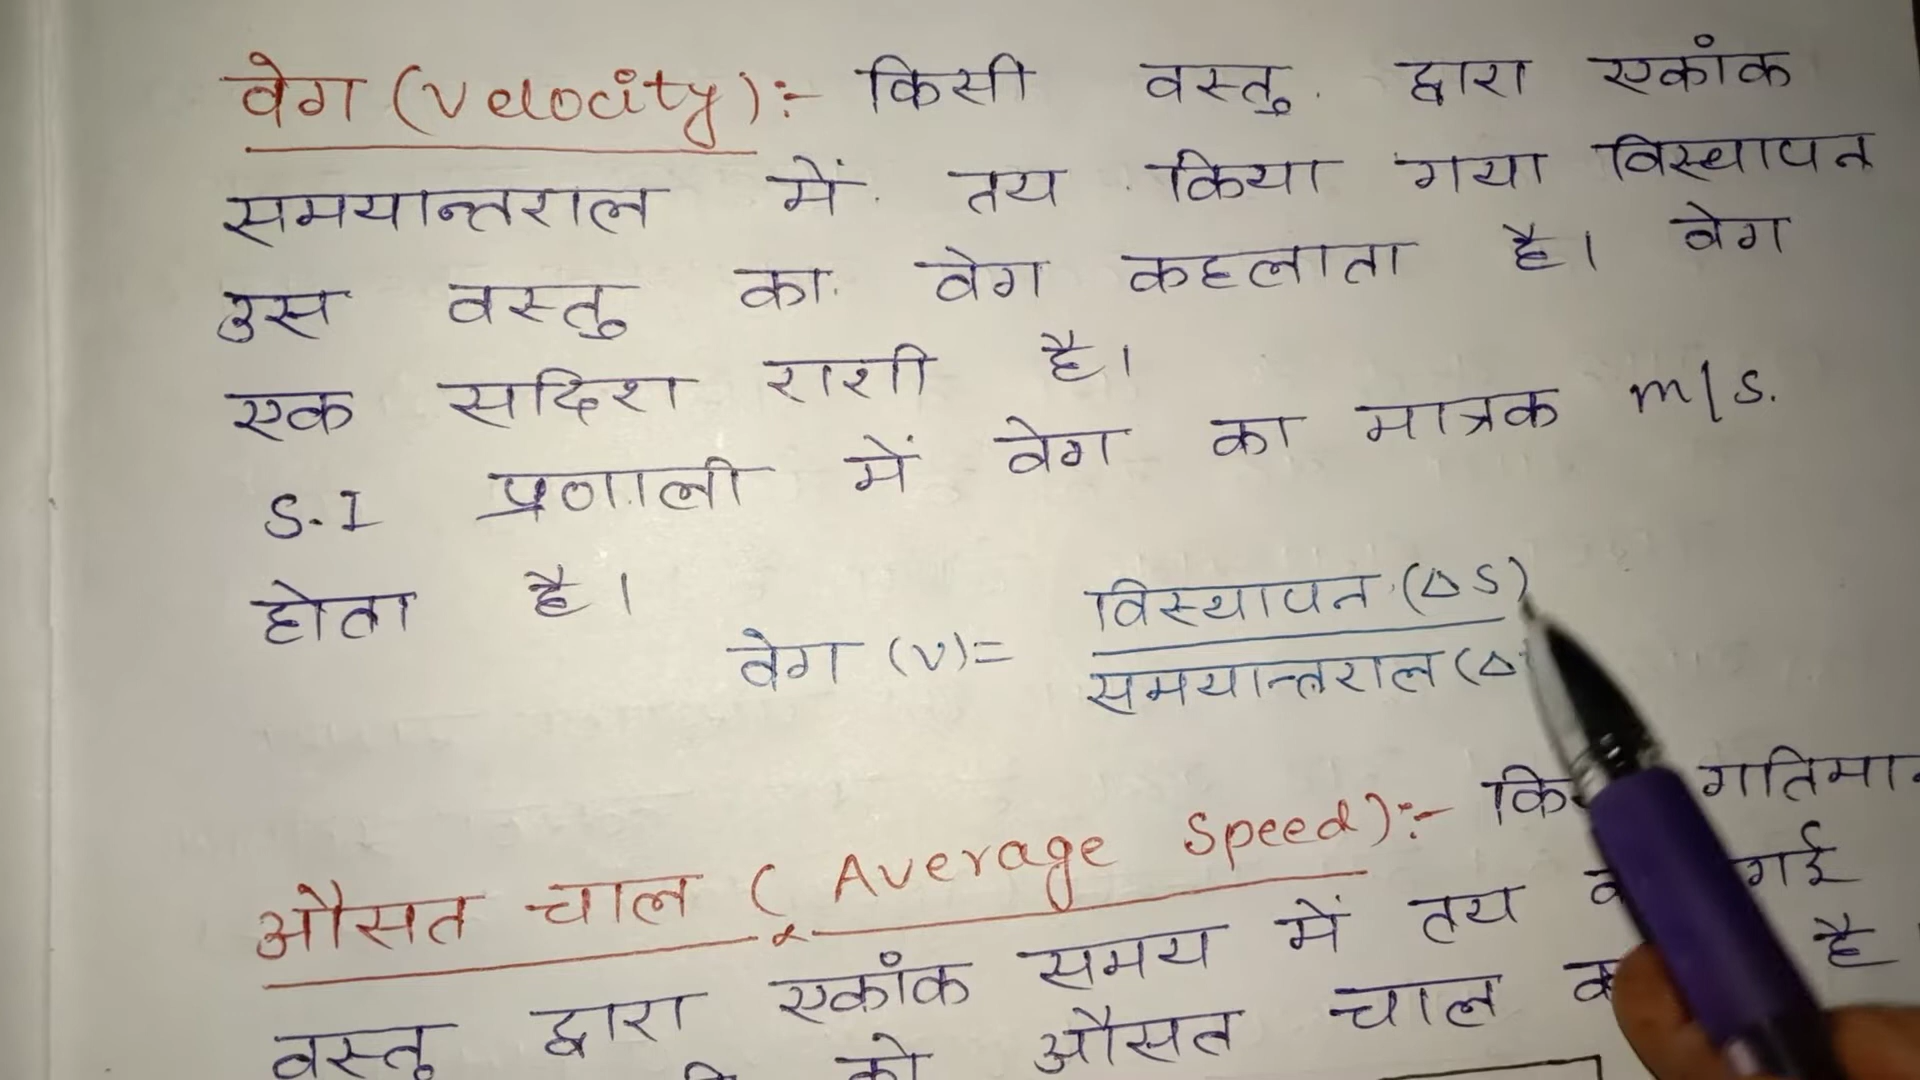 वेग (Velocity):- किसी वस्तु द्वारा एकांक
समयान्तराल में तय किया गया विस्थापन
उस वस्तु का वेग कहलाता है। वेग
एक सदिश राशी है।
S.I प्रणाली में वेग का मात्रक m/s.
होता है।
वेग (v)= विस्थापन (Δs)
समयान्तराल (Δ
औसत चाल (Average Speed):- गतिमान
वस्तु द्वारा एकांक समय में तय गई
को औसत चाल है